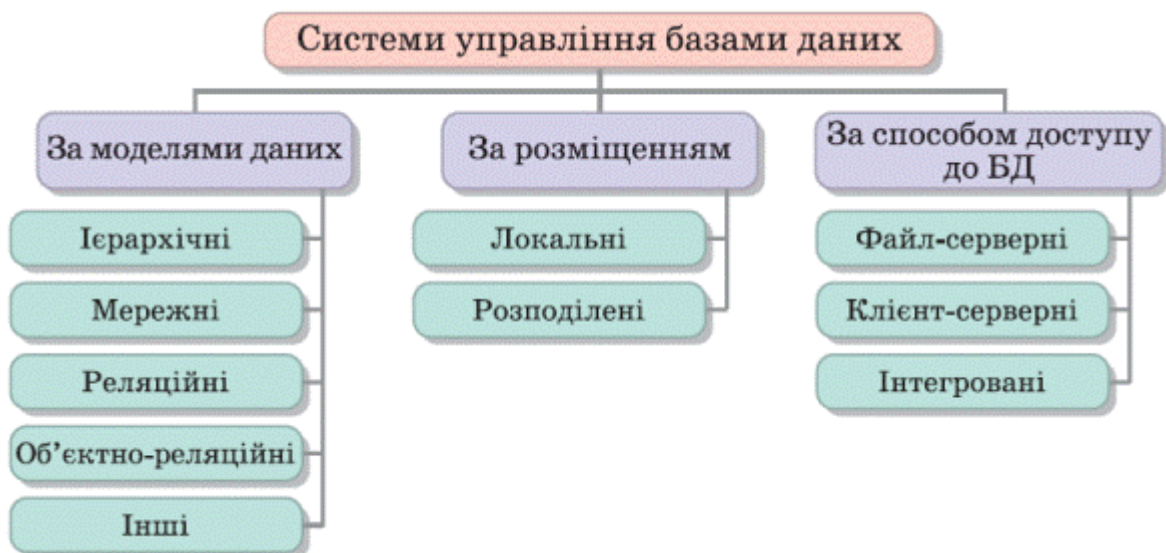 Системи управління базами даних
За моделями даних
Ієрархічні
Мережні
Реляційні
Об’єктно-реляційні
Інші
За розміщенням
Локальні
Розподілені
За способом доступу
до БД
Файл-серверні
Клієнт-серверні
Інтегровані